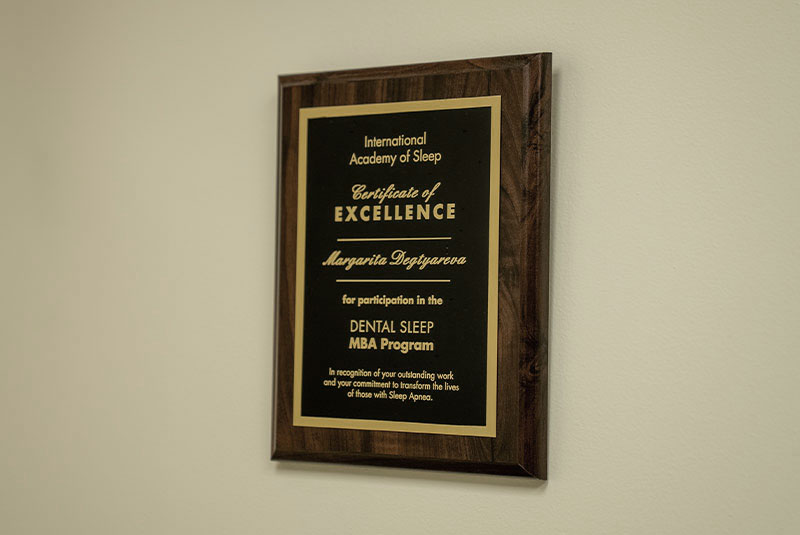 International
Academy of Sleep
Certificate of
EXCELLENCE
Margarita Degtyareva
for participation in the
DENTAL SLEEP
MBA Program
In recognition of your outstanding work
and your commitment to transform the lives
of those with Sleep Apnea.